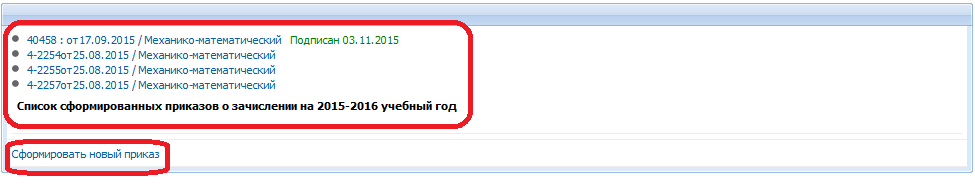 40458 : от17.09.2015 / Механико-математический Подписан 03.11.2015
4-2254от25.08.2015 / Механико-математический
4-2255от25.08.2015 / Механико-математический
4-2257от25.08.2015 / Механико-математический
Список сформированных приказов о зачислении на 2015-2016 учебный год
Сформировать новый приказ